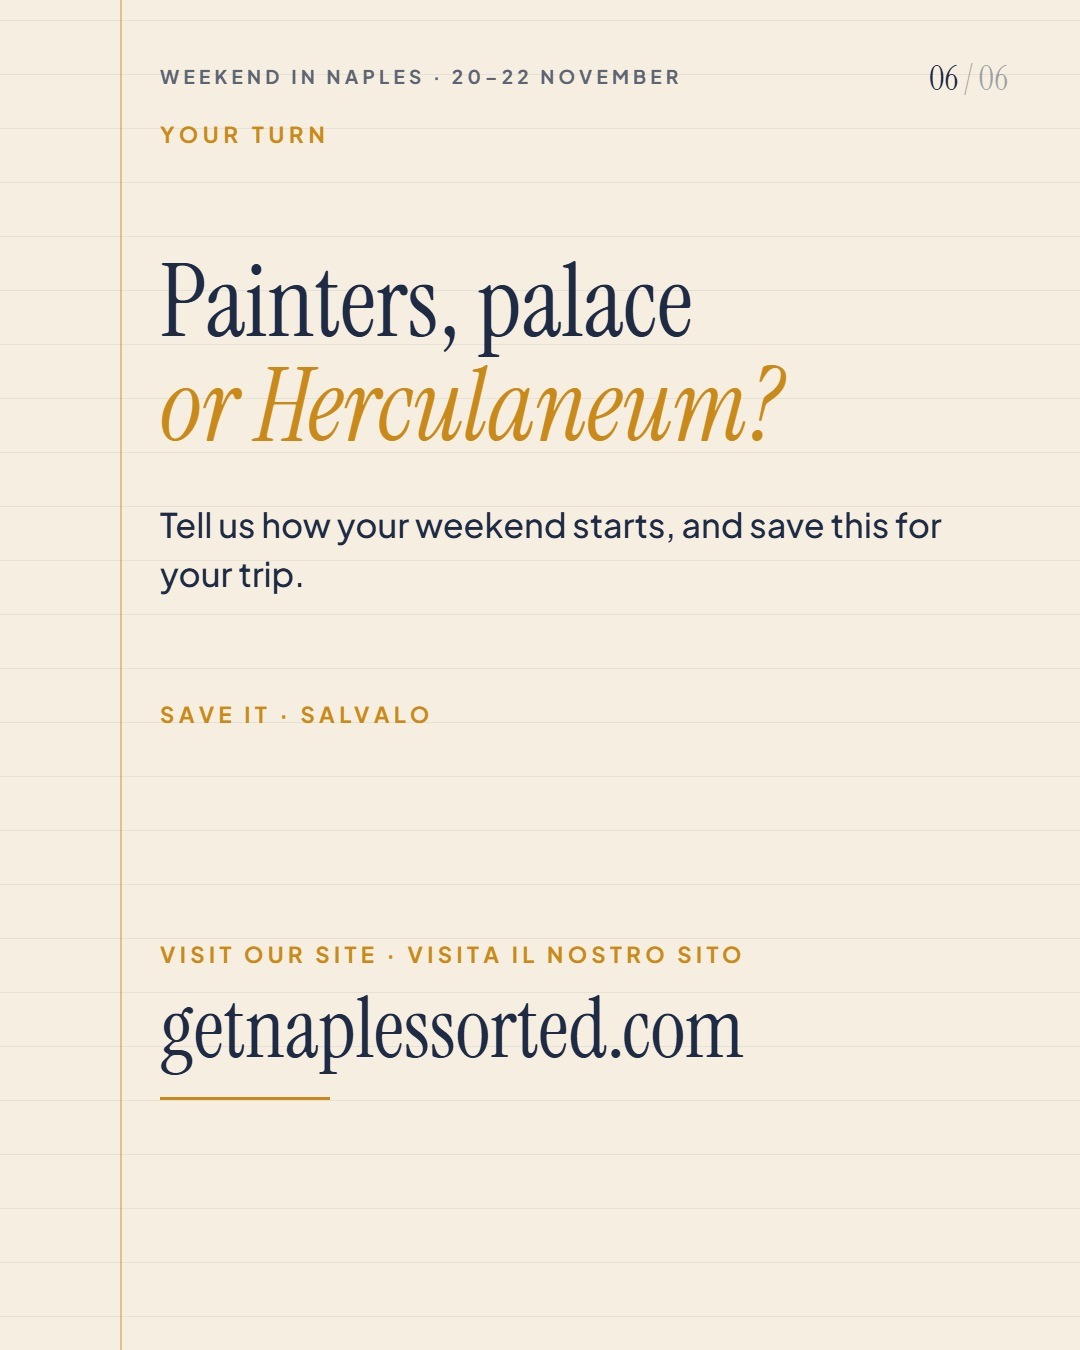 WEEKEND IN NAPLES · 20–22 NOVEMBER
06 / 06
YOUR TURN
Painters, palace
or Herculaneum?
Tell us how your weekend starts, and save this for
your trip.
SAVE IT · SALVALO
VISIT OUR SITE · VISITA IL NOSTRO SITO
getnaplessorted.com